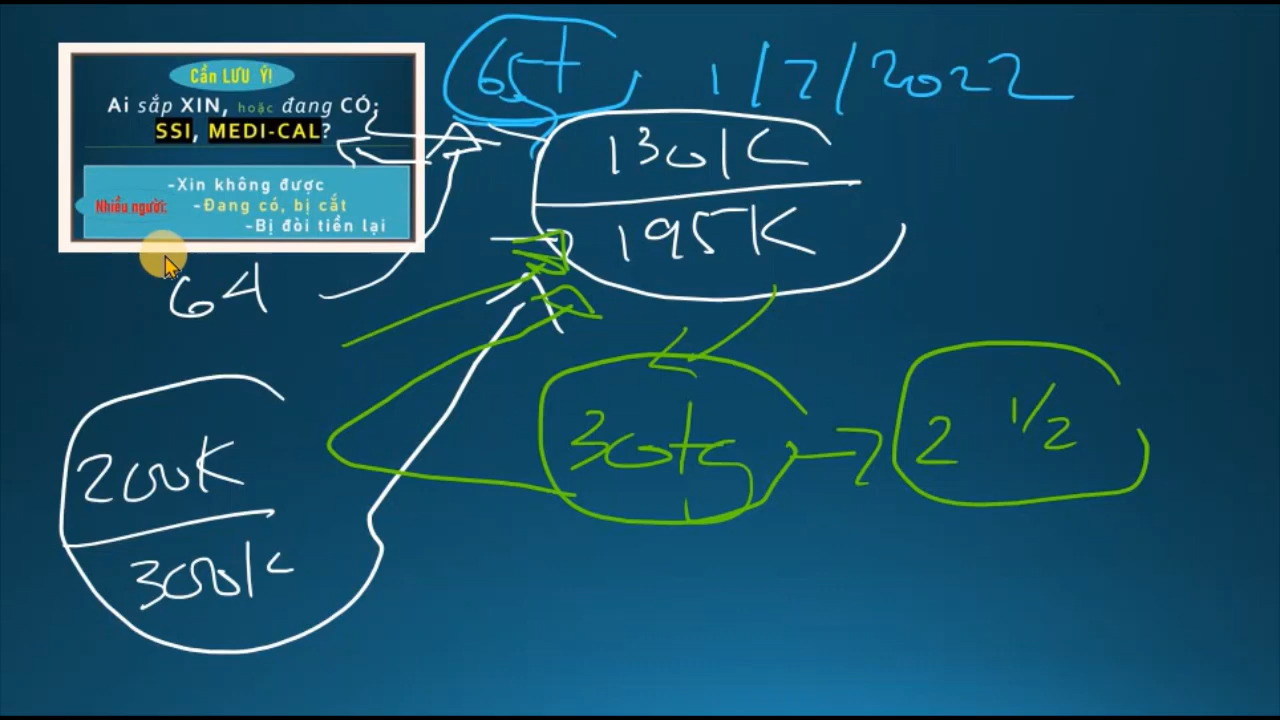 Cần LƯU Ý!
Ai sắp XIN, hoặc đang CÓ;
SSI, MEDI-CAL?
-Xin không được
Nhiều người: -Đang có, bị cắt
-Bị đòi tiền lại
65t, 1/7/2022
130K
195K
64
200K
300K
30tg
2 1/2